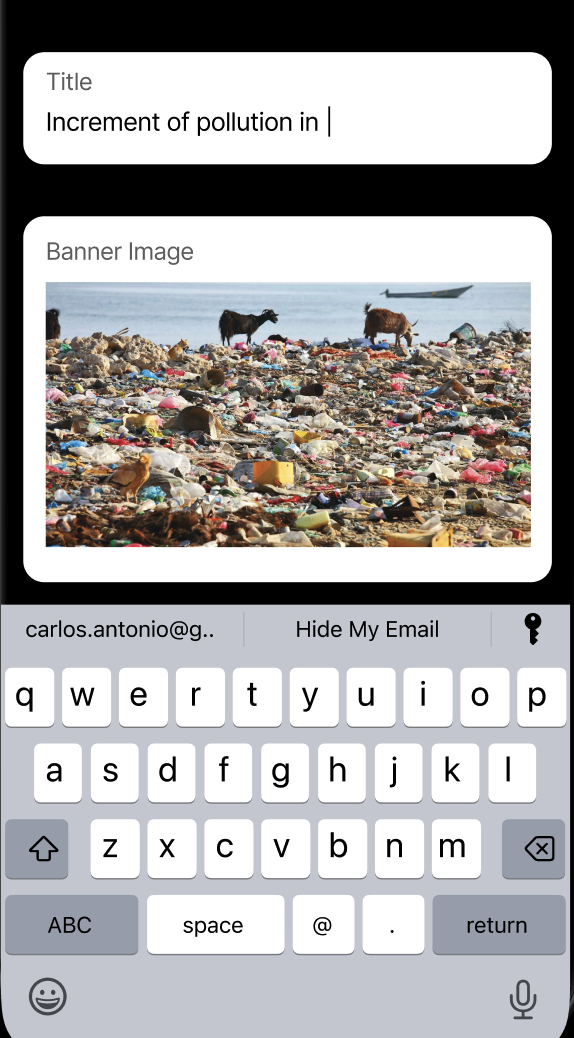 Title
Increment of pollution in
Banner Image
carlos.antonio@g.. Hide My Email
q w e r t y u i o p
a s d f g h j k l
z x c v b n m
ABC space @ . return